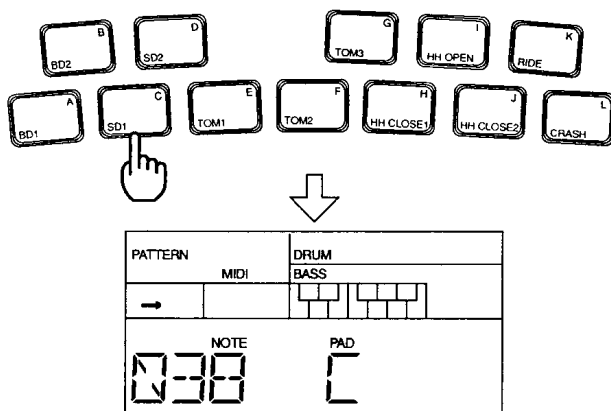 B D G I K
BD2 SD2 TOM3 HH OPEN RIDE
A C E F H J L
BD1 SD1 TOM1 TOM2 HH CLOSE1 HH CLOSE2 CRASH
PATTERN DRUM
MIDI BASS
→
NOTE PAD
038 C